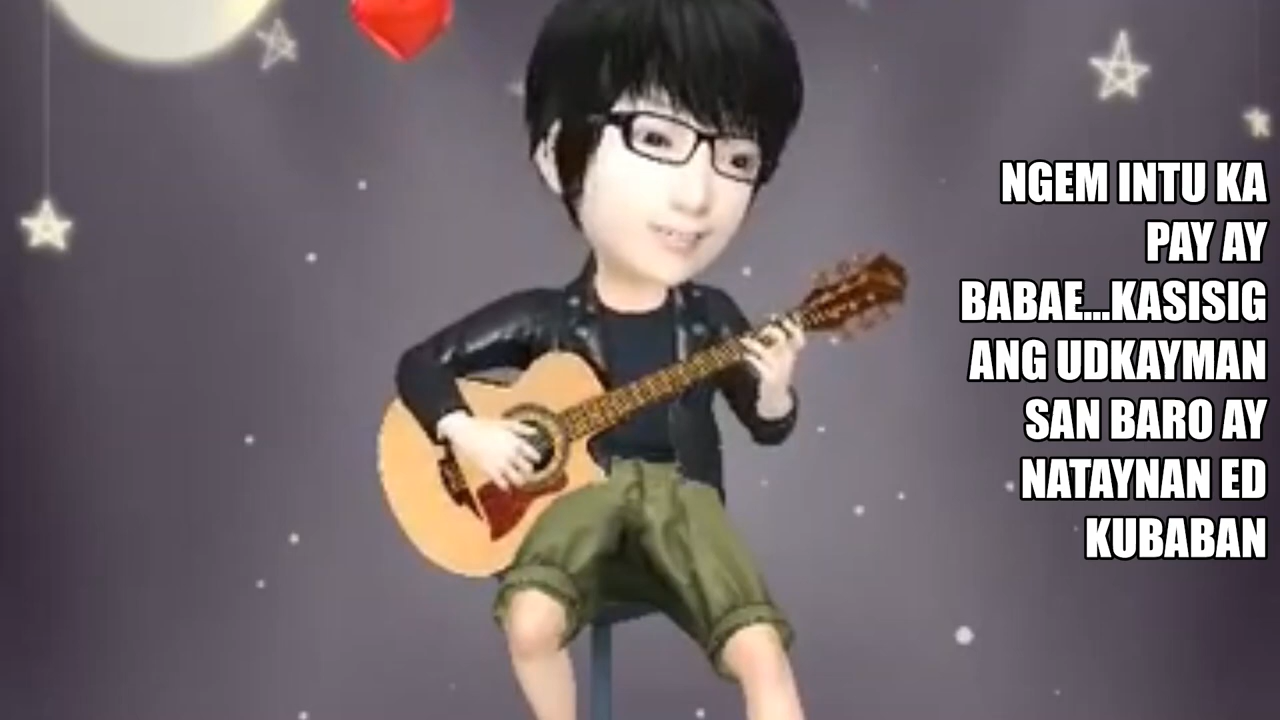 NGEM INTU KA
PAY AY
BABAE...KASISIG
ANG UDKAYMAN
SAN BARO AY
NATAYNAN ED
KUBABAN